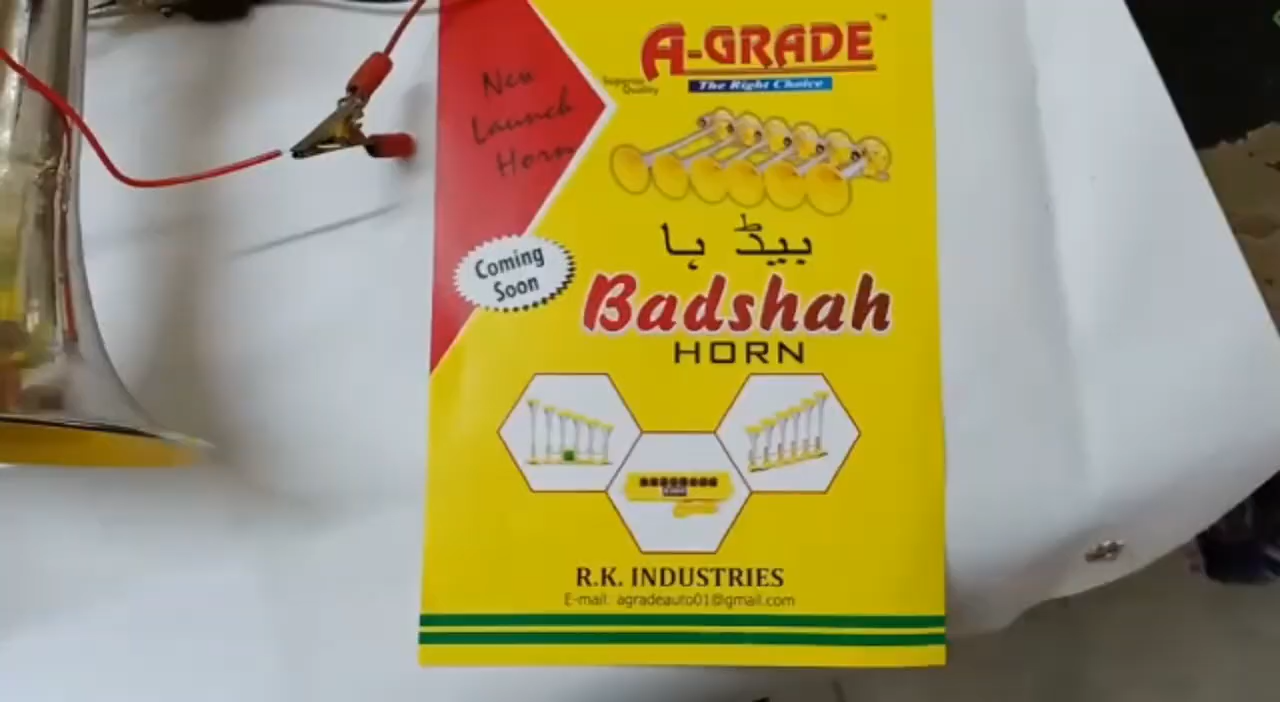 A-GRADE
Superior
Quality
The Right Choice
New
Launch
Horn
بیڈ ہا
Coming
Soon
Badshah
HORN
R.K. INDUSTRIES
E-mail: agradeauto01@gmail.com